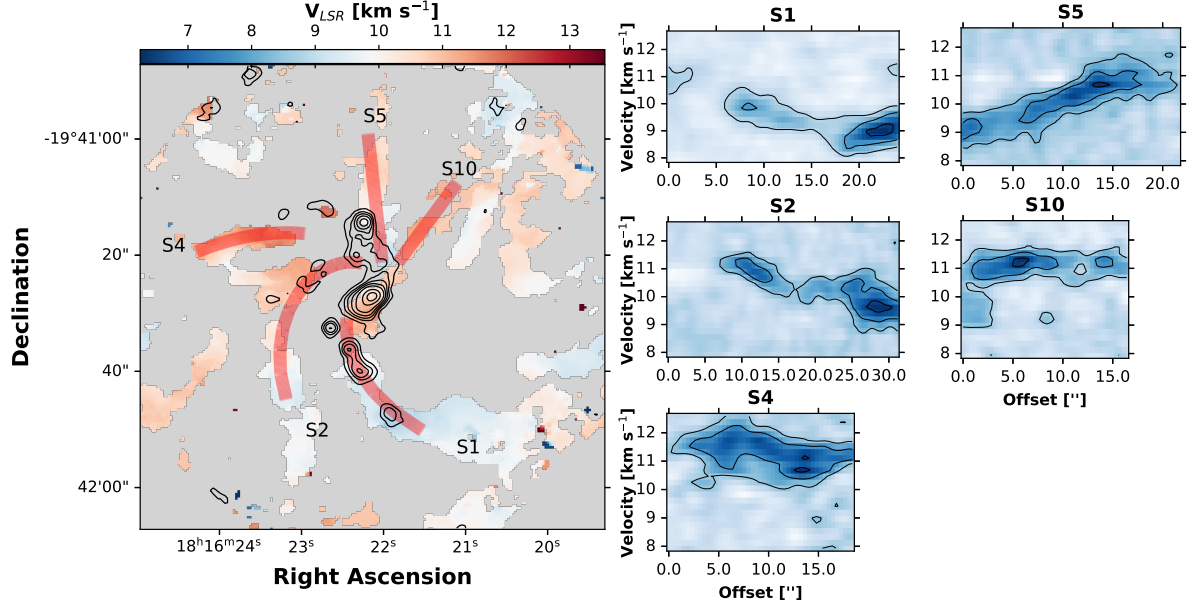 V_LSR [km s⁻¹]
7 8 9 10 11 12 13
Declination
-19°41'00"
20"
40"
42'00"
18ʰ16ᵐ24ˢ 23ˢ 22ˢ 21ˢ 20ˢ
Right Ascension
S5
S10
S4
S2
S1
S1
Velocity [km s⁻¹]
12
11
10
9
8
0.0 5.0 10.0 15.0 20.0
S5
12
11
10
9
8
0.0 5.0 10.0 15.0 20.0
S2
Velocity [km s⁻¹]
12
11
10
9
8
0.0 5.0 10.0 15.0 20.0 25.0 30.0
S10
12
11
10
9
8
0.0 5.0 10.0 15.0
Offset ["]
S4
Velocity [km s⁻¹]
12
11
10
9
8
0.0 5.0 10.0 15.0
Offset ["]